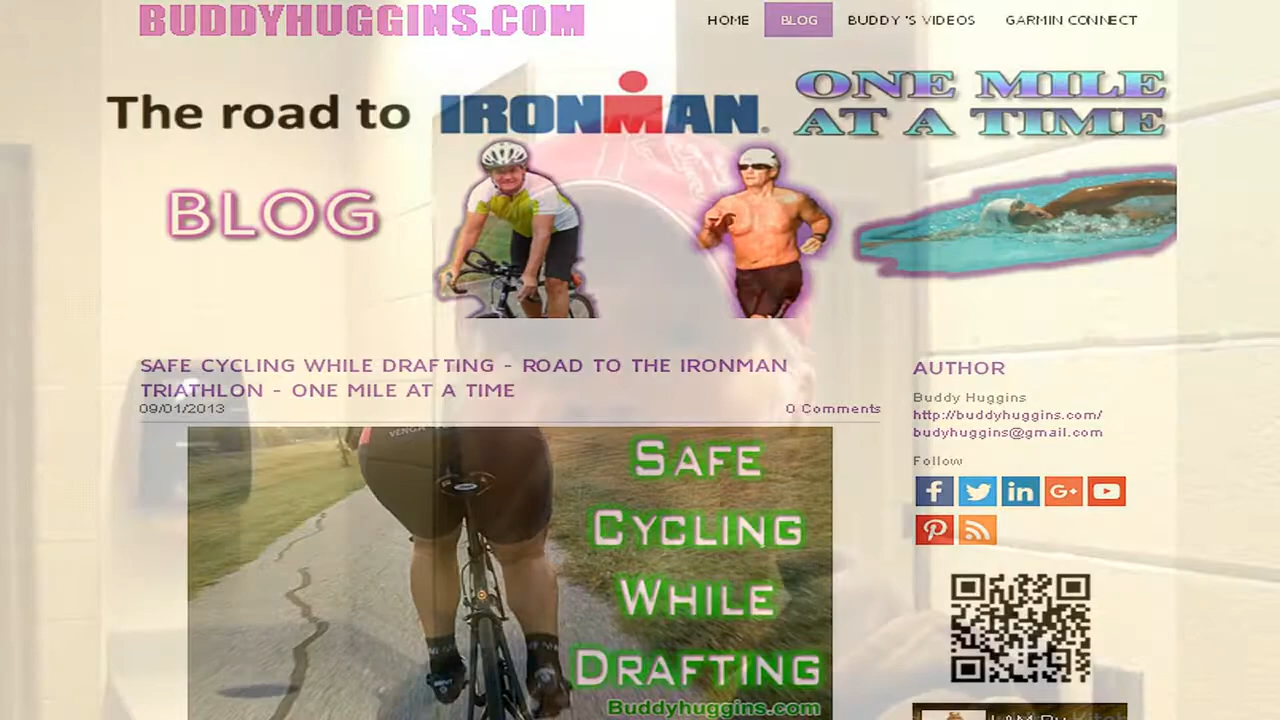 BUDDYHUGGINS.COM
HOME BLOG BUDDY'S VIDEOS GARMIN CONNECT
The road to IRONMAN
ONE MILE
AT A TIME
BLOG
SAFE CYCLING WHILE DRAFTING - ROAD TO THE IRONMAN
TRIATHLON - ONE MILE AT A TIME
09/01/2013 0 Comments
AUTHOR
Buddy Huggins
http://buddyhuggins.com/
budyhuggins@gmail.com
Follow
SAFE
CYCLING
WHILE
DRAFTING
Buddyhuggins.com